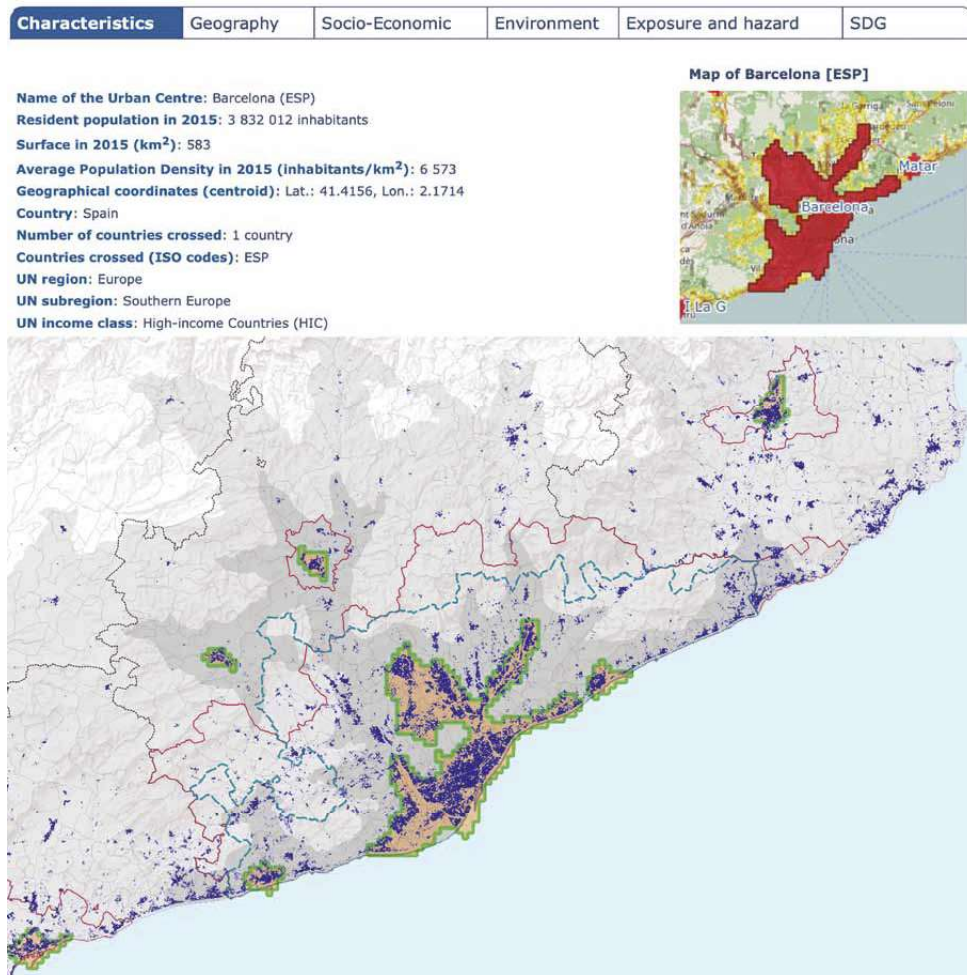 Characteristics Geography Socio-Economic Environment Exposure and hazard SDG
Map of Barcelona [ESP]
Name of the Urban Centre: Barcelona (ESP)
Resident population in 2015: 3 832 012 inhabitants
Surface in 2015 (km²): 583
Average Population Density in 2015 (inhabitants/km²): 6 573
Geographical coordinates (centroid): Lat.: 41.4156, Lon.: 2.1714
Country: Spain
Number of countries crossed: 1 country
Countries crossed (ISO codes): ESP
UN region: Europe
UN subregion: Southern Europe
UN income class: High-income Countries (HIC)
La Garriga
Matar
Barcelona
I La G